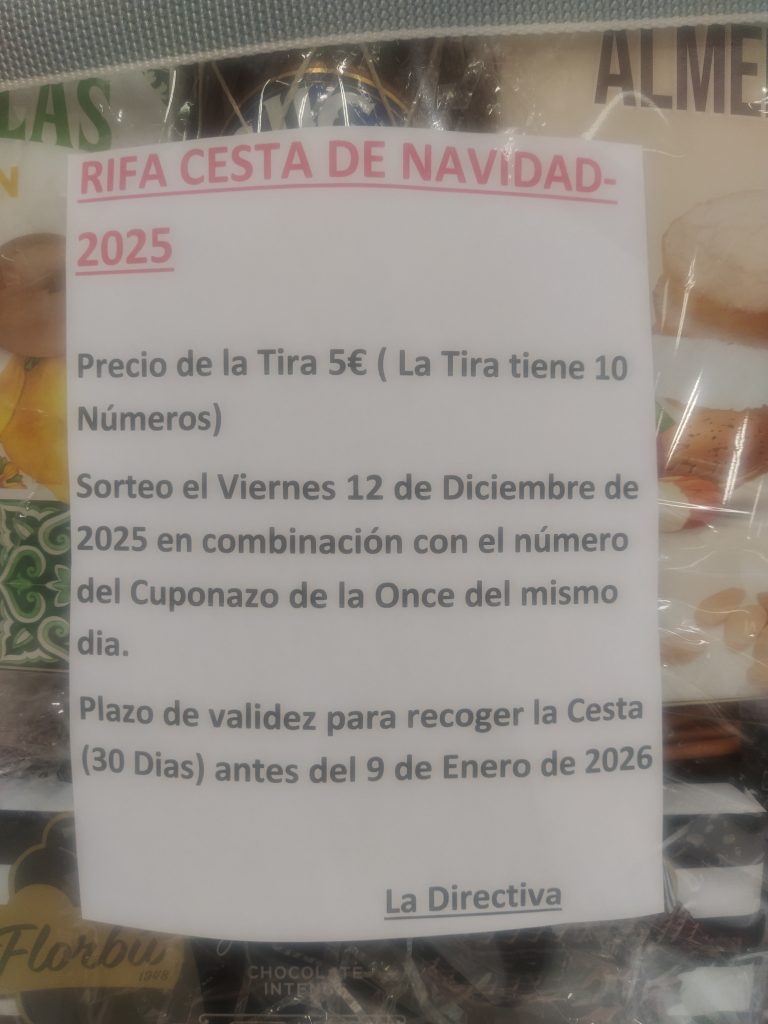 LAS
ALME
N
RIFA CESTA DE NAVIDAD-
2025
Precio de la Tira 5€ ( La Tira tiene 10
Números)
Sorteo el Viernes 12 de Diciembre de
2025 en combinación con el número
del Cuponazo de la Once del mismo
dia.
Plazo de validez para recoger la Cesta
(30 Dias) antes del 9 de Enero de 2026
La Directiva
Florbu
CHOCOLATE